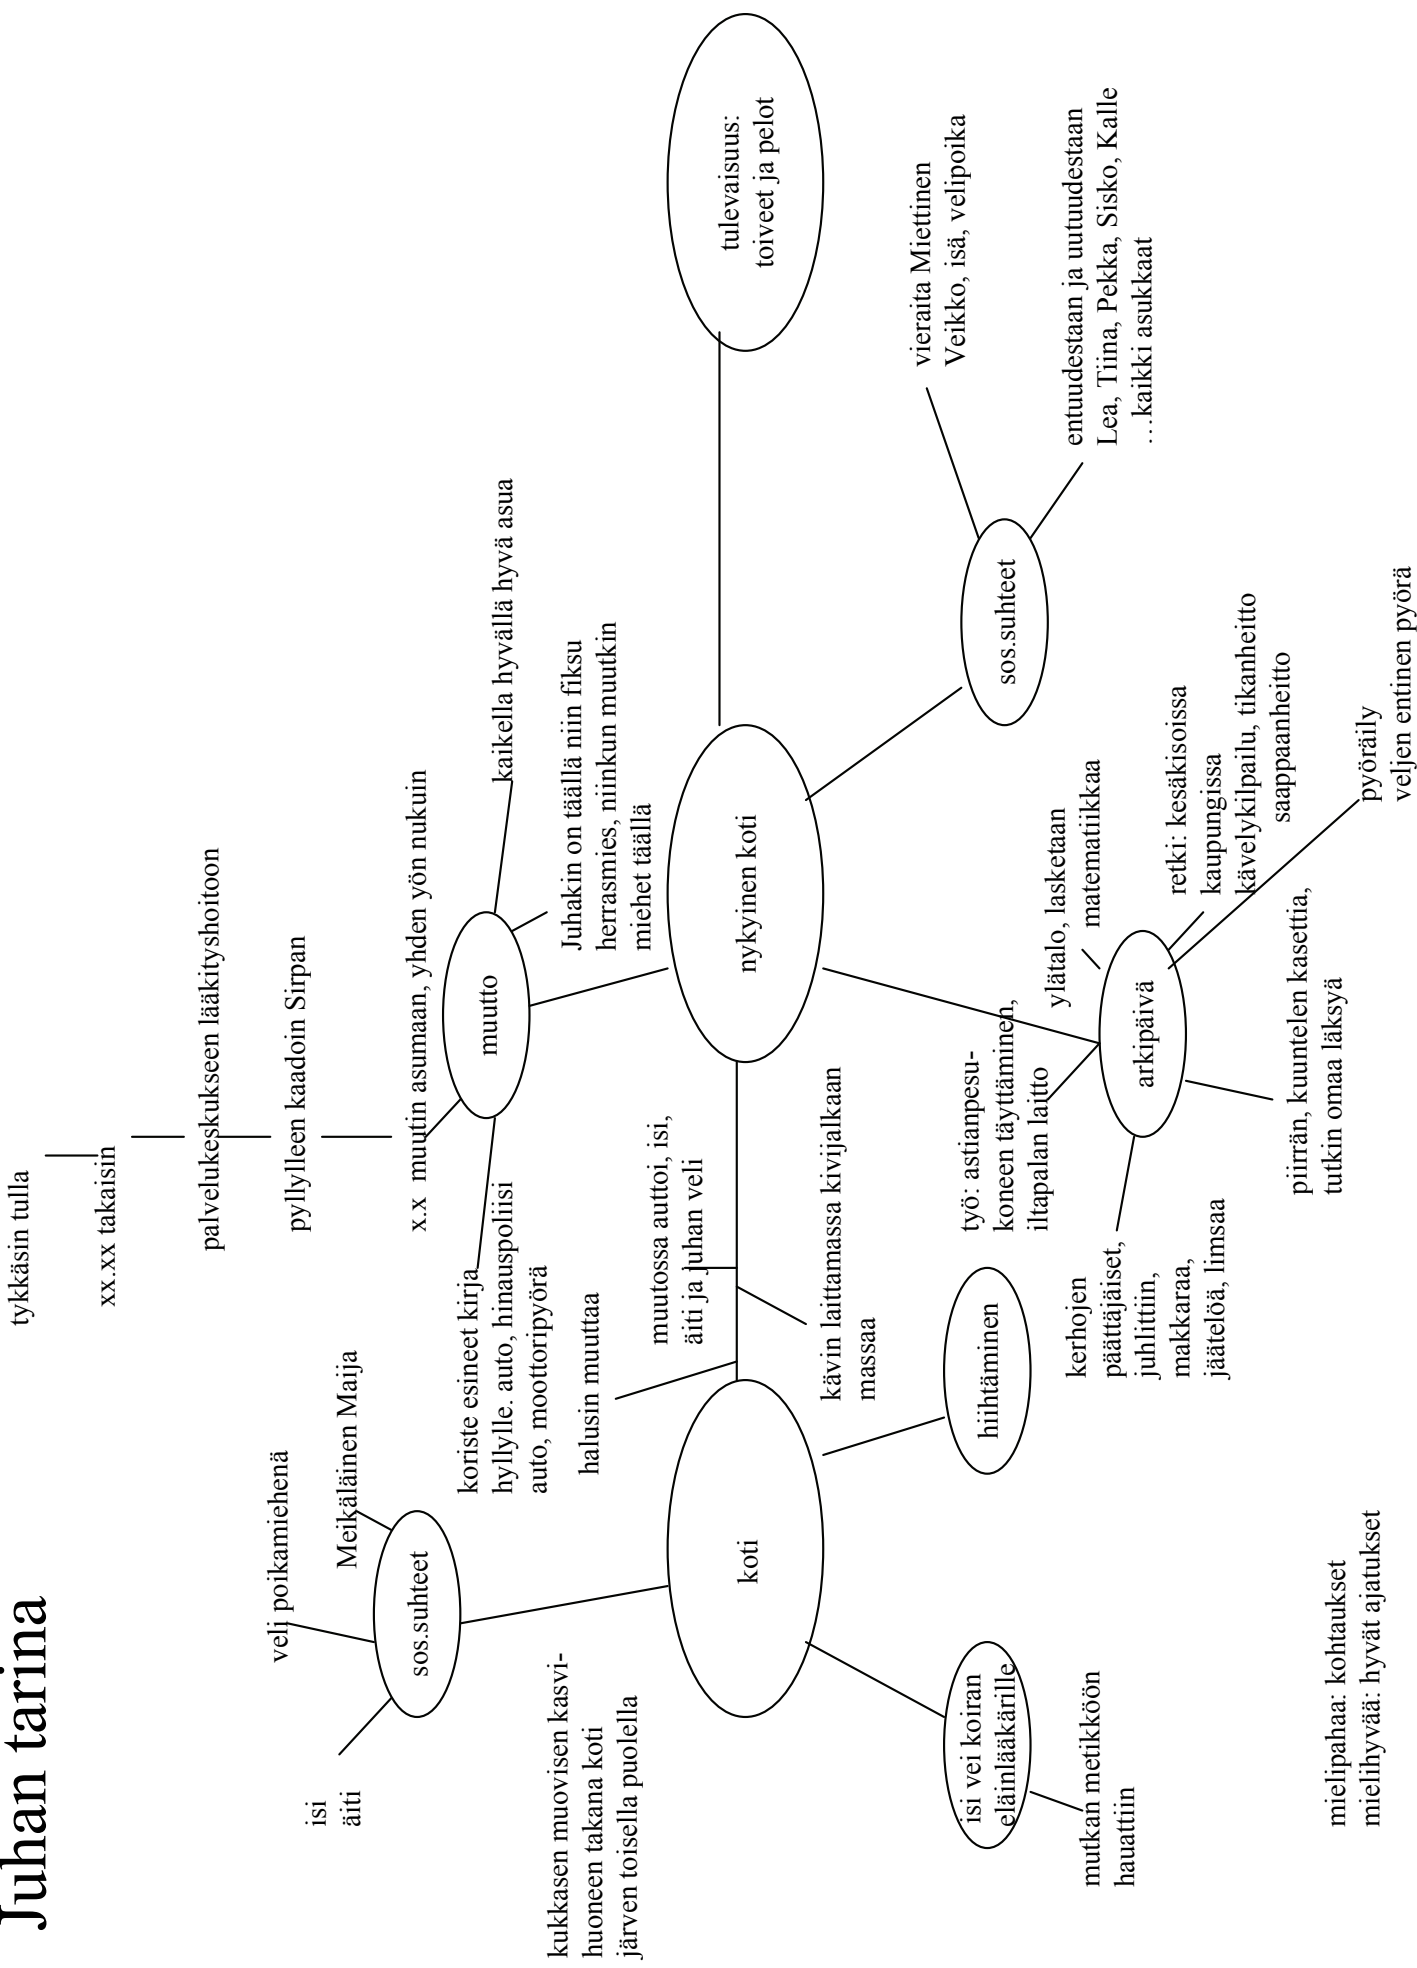 Juhan tarina
tykkäsin tulla
xx.xx takaisin
palvelukeskukseen lääkityshoitoon
pyllylleen kaadoin Sirpan
x.x muutin asumaan, yhden yön nukuin
kaikella hyvällä hyvä asua
Juhakin on täällä niin fiksu
herrasmies, niinkun muutkin
miehet täällä
muutto
koriste esineet kirja
hyllylle. auto, hinauspoliisi
auto, moottoripyörä
veli poikamiehenä
Meikäläinen Maija
isi
äiti
sos.suhteet
halusin muuttaa
muutossa auttoi, isi,
äiti ja juhan veli
kukkasen muovisen kasvi-
huoneen takana koti
järven toisella puolella
koti
nykyinen koti
tulevaisuus:
toiveet ja pelot
kävin laittamassa kivijalkaan
massaa
hiihtäminen
isi vei koiran
eläinlääkärille
mutkan metikköön
hauattiin
vieraita Miettinen
Veikko, isä, velipoika
sos.suhteet
entuudestaan ja uutuudestaan
Lea, Tiina, Pekka, Sisko, Kalle
…kaikki asukkaat
työ: astianpesu-
koneen täyttäminen,
iltapalan laitto
ylätalo, lasketaan
matematiikkaa
arkipäivä
retki: kesäkisoissa
kaupungissa
kävelykilpailu, tikanheitto
saappaanheitto
kerhojen
päättäjäiset,
juhlittiin,
makkaraa,
jäätelöä, limsaa
piirrän, kuuntelen kasettia,
tutkin omaa läksyä
pyöräily
veljen entinen pyörä
mielipahaa: kohtaukset
mielihyvää: hyvät ajatukset